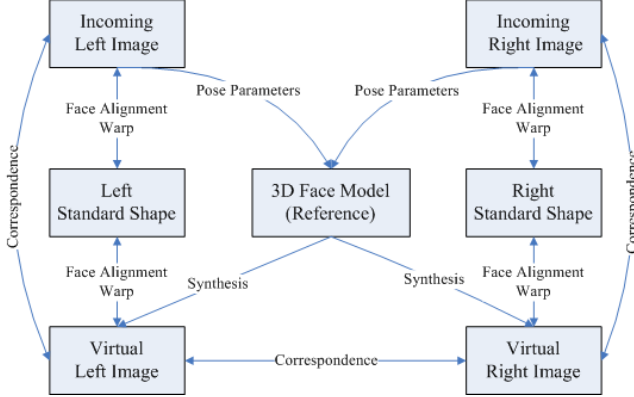 Incoming
Left Image
Incoming
Right Image
Pose Parameters
Pose Parameters
Face Alignment
Warp
Face Alignment
Warp
Correspondence
Left
Standard Shape
3D Face Model
(Reference)
Right
Standard Shape
Correspondence
Face Alignment
Warp
Synthesis
Synthesis
Face Alignment
Warp
Virtual
Left Image
Correspondence
Virtual
Right Image